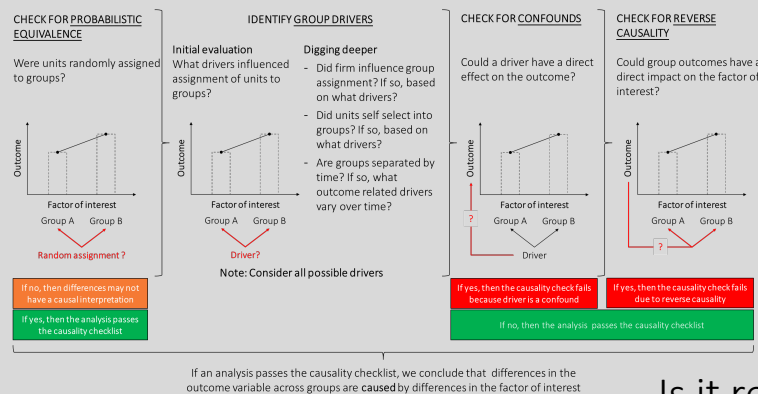 CHECK FOR PROBABILISTIC
EQUIVALENCE
Were units randomly assigned
to groups?
Outcome
Factor of interest
Group A Group B
Random assignment ?
If no, then differences may not
have a causal interpretation
If yes, then the analysis passes
the causality checklist
IDENTIFY GROUP DRIVERS
Initial evaluation
What drivers influenced
assignment of units to
groups?
Outcome
Factor of interest
Group A Group B
Driver?
Digging deeper
- Did firm influence group
assignment? If so, based
on what drivers?
- Did units self select into
groups? If so, based on
what drivers?
- Are groups separated by
time? If so, what
outcome related drivers
vary over time?
Note: Consider all possible drivers
CHECK FOR CONFOUNDS
Could a driver have a direct
effect on the outcome?
Outcome
Factor of interest
Group A Group B
?
Driver
If yes, then the causality check fails
because driver is a confound
CHECK FOR REVERSE
CAUSALITY
Could group outcomes have a
direct impact on the factor of
interest?
Outcome
Factor of interest
Group A Group B
?
If yes, then the causality check fails
due to reverse causality
If no, then the analysis passes the causality checklist
If an analysis passes the causality checklist, we conclude that differences in the
outcome variable across groups are caused by differences in the factor of interest
Is it re